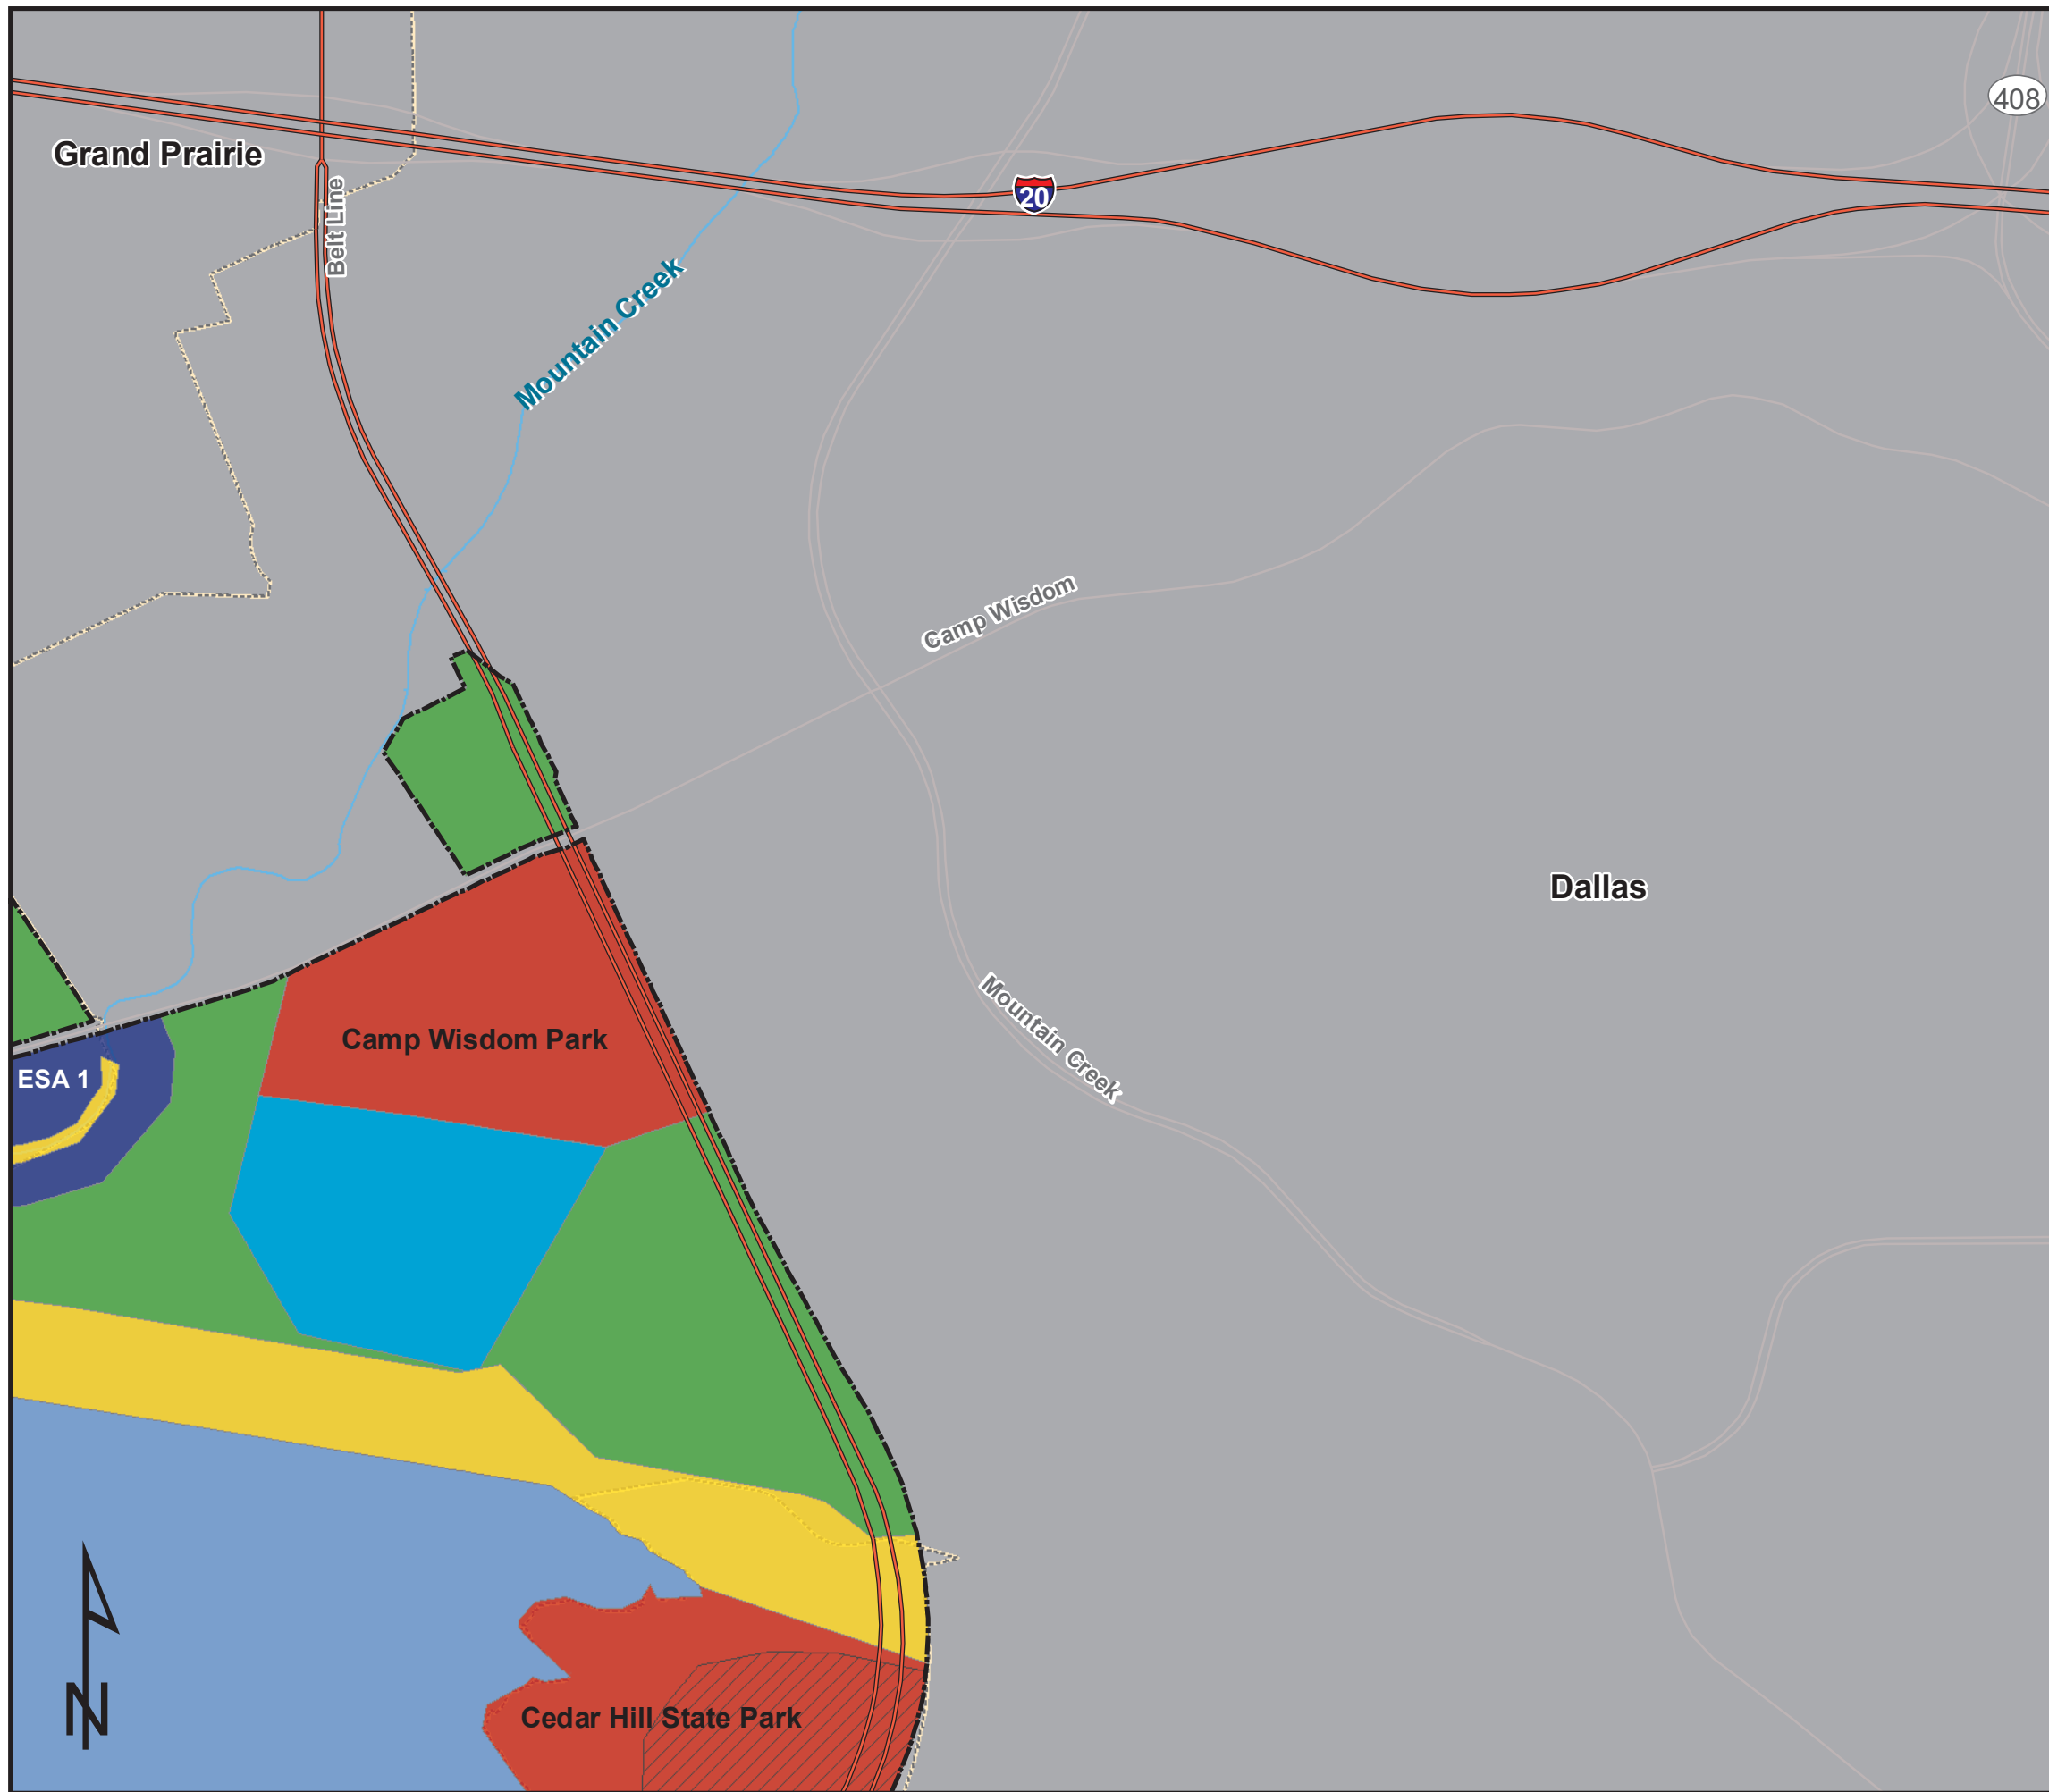 408
Grand Prairie
20
Belt Line
Mountain Creek
Camp Wisdom
Dallas
Mountain Creek
Camp Wisdom Park
ESA 1
Cedar Hill State Park
N